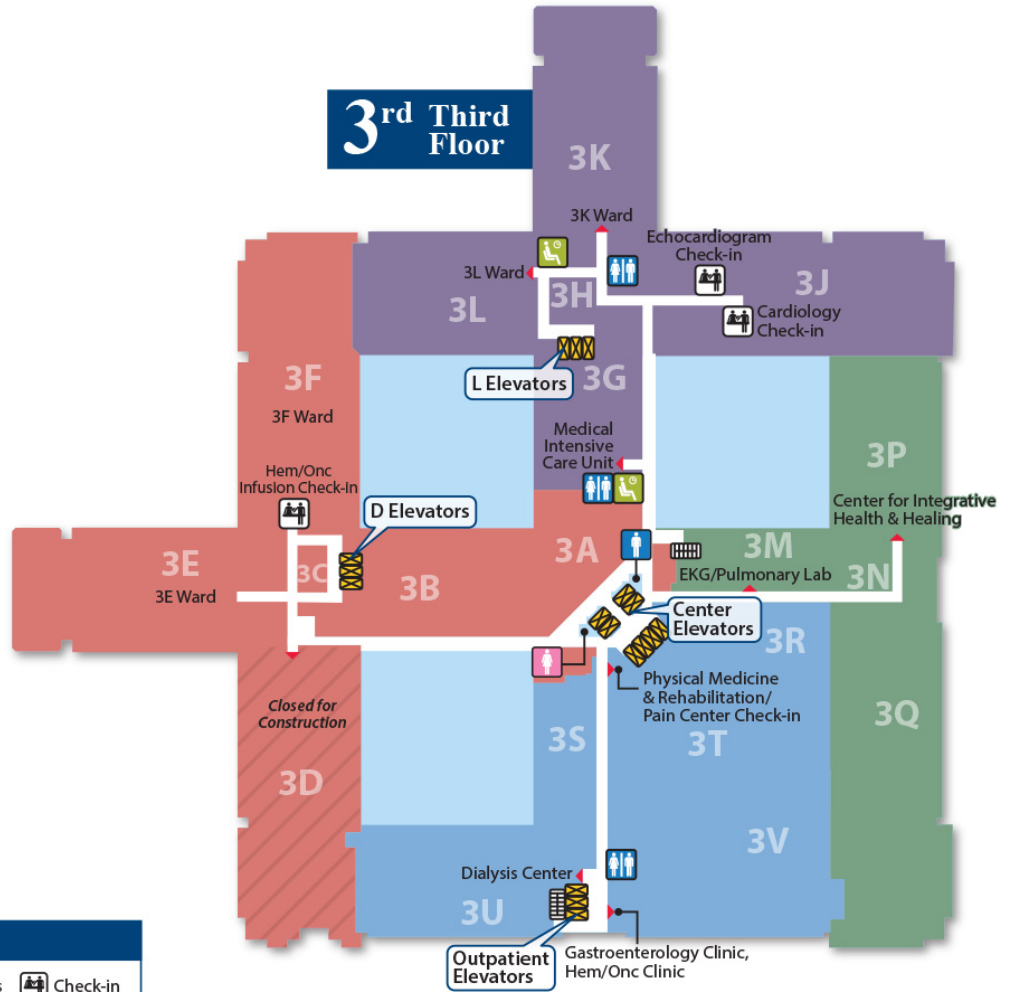 3rd Third
Floor
3K
3K Ward
Echocardiogram
Check-in
3L Ward
3H
3J
3L
Cardiology
Check-in
L Elevators
3G
3F
3F Ward
Medical
Intensive
Care Unit
3P
Hem/Onc
Infusion Check-in
D Elevators
Center for Integrative
Health & Healing
3E
3C
3A
3M
EKG/Pulmonary Lab
3N
3E Ward
3B
Center
Elevators
3R
Physical Medicine
& Rehabilitation/
Pain Center Check-in
Closed for
Construction
3S
3T
3Q
3D
3V
Dialysis Center
3U
Outpatient
Elevators
Gastroenterology Clinic,
Hem/Onc Clinic
Check-in